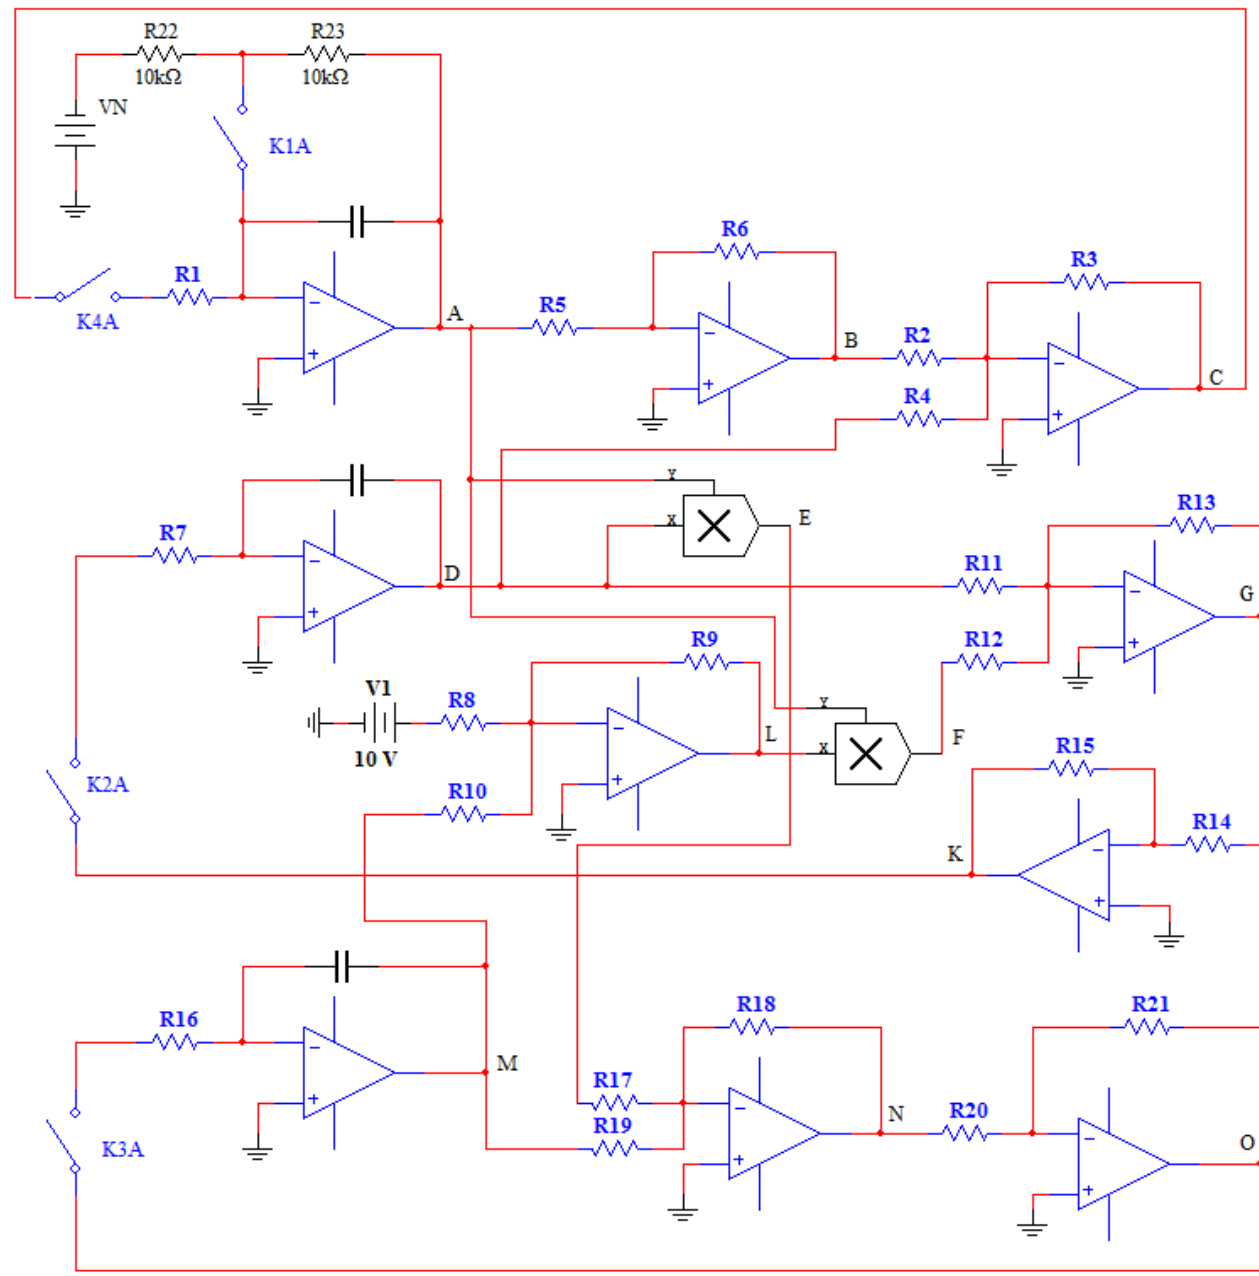 R22
R23
10kΩ
10kΩ
VN
K1A
R6
R3
R1
A
R5
B
R2
K4A
C
R4
Y
X
E
R13
R7
D
R11
G
R12
R9
V1
R8
Y
L
X
F
10 V
R15
K2A
R10
R14
K
R18
R21
R16
M
R17
N
R20
R19
K3A
O